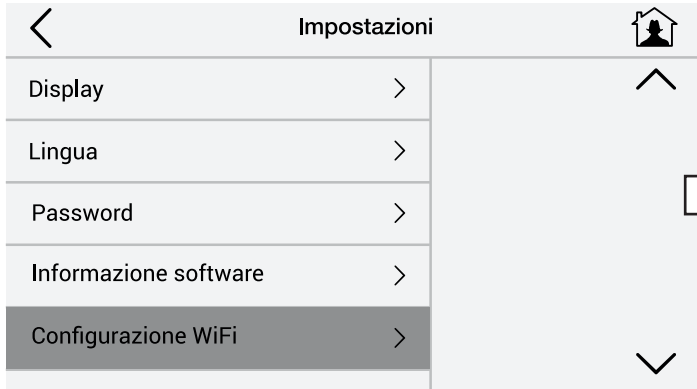 Impostazioni
Display
Lingua
Password
Informazione software
Configurazione WiFi